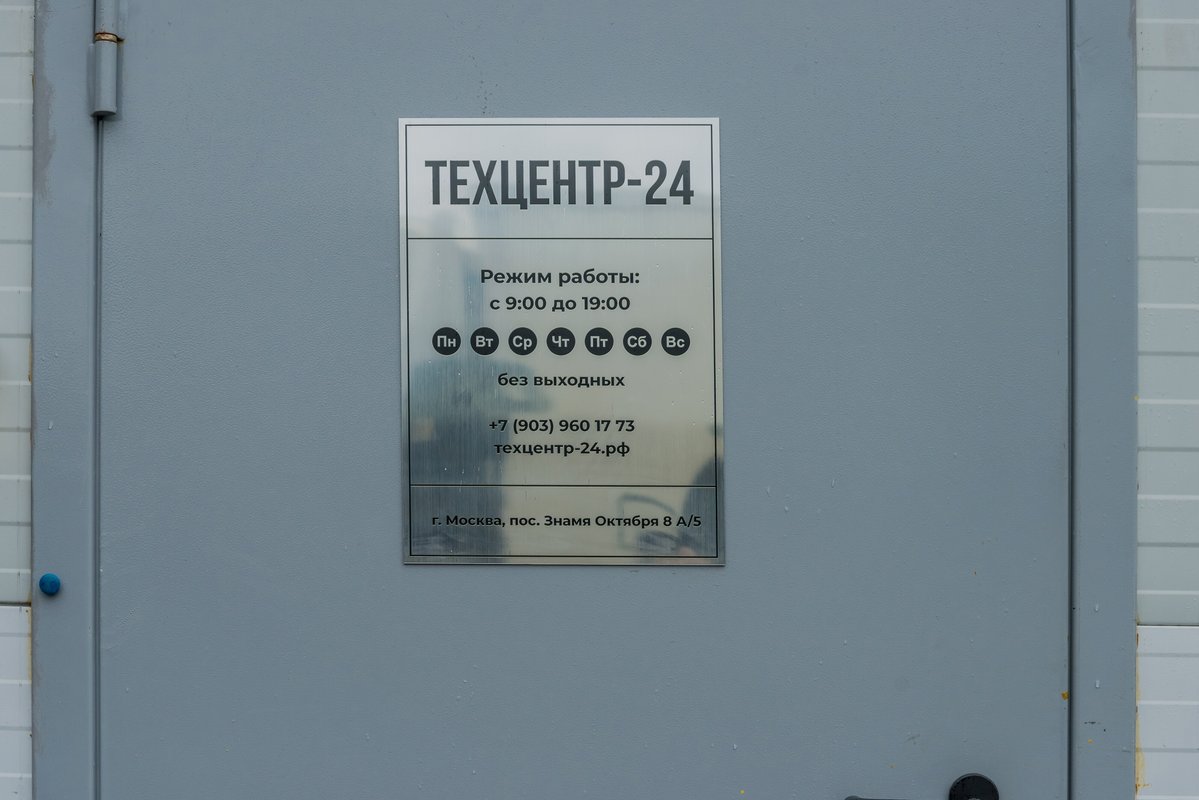 ТЕХЦЕНТР-24
Режим работы:
с 9:00 до 19:00
Пн Вт Ср Чт Пт Сб Вс
без выходных
+7 (903) 960 17 73
техцентр-24.рф
г. Москва, пос. Знамя Октября 8 А/5